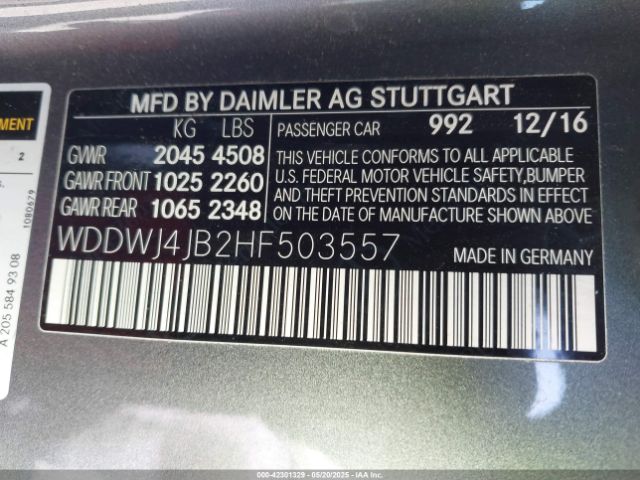 MFD BY DAIMLER AG STUTTGART
KG LBS
GVWR 2045 4508
GAWR FRONT 1025 2260
GAWR REAR 1065 2348
PASSENGER CAR 992 12/16
THIS VEHICLE CONFORMS TO ALL APPLICABLE
U.S. FEDERAL MOTOR VEHICLE SAFETY,BUMPER
AND THEFT PREVENTION STANDARDS IN EFFECT
ON THE DATE OF MANUFACTURE SHOWN ABOVE
WDDWJ4JB2HF503557
MADE IN GERMANY
2
1080679
A 205 584 93 08
000-42301329 - 05/20/2025 - IAA Inc.